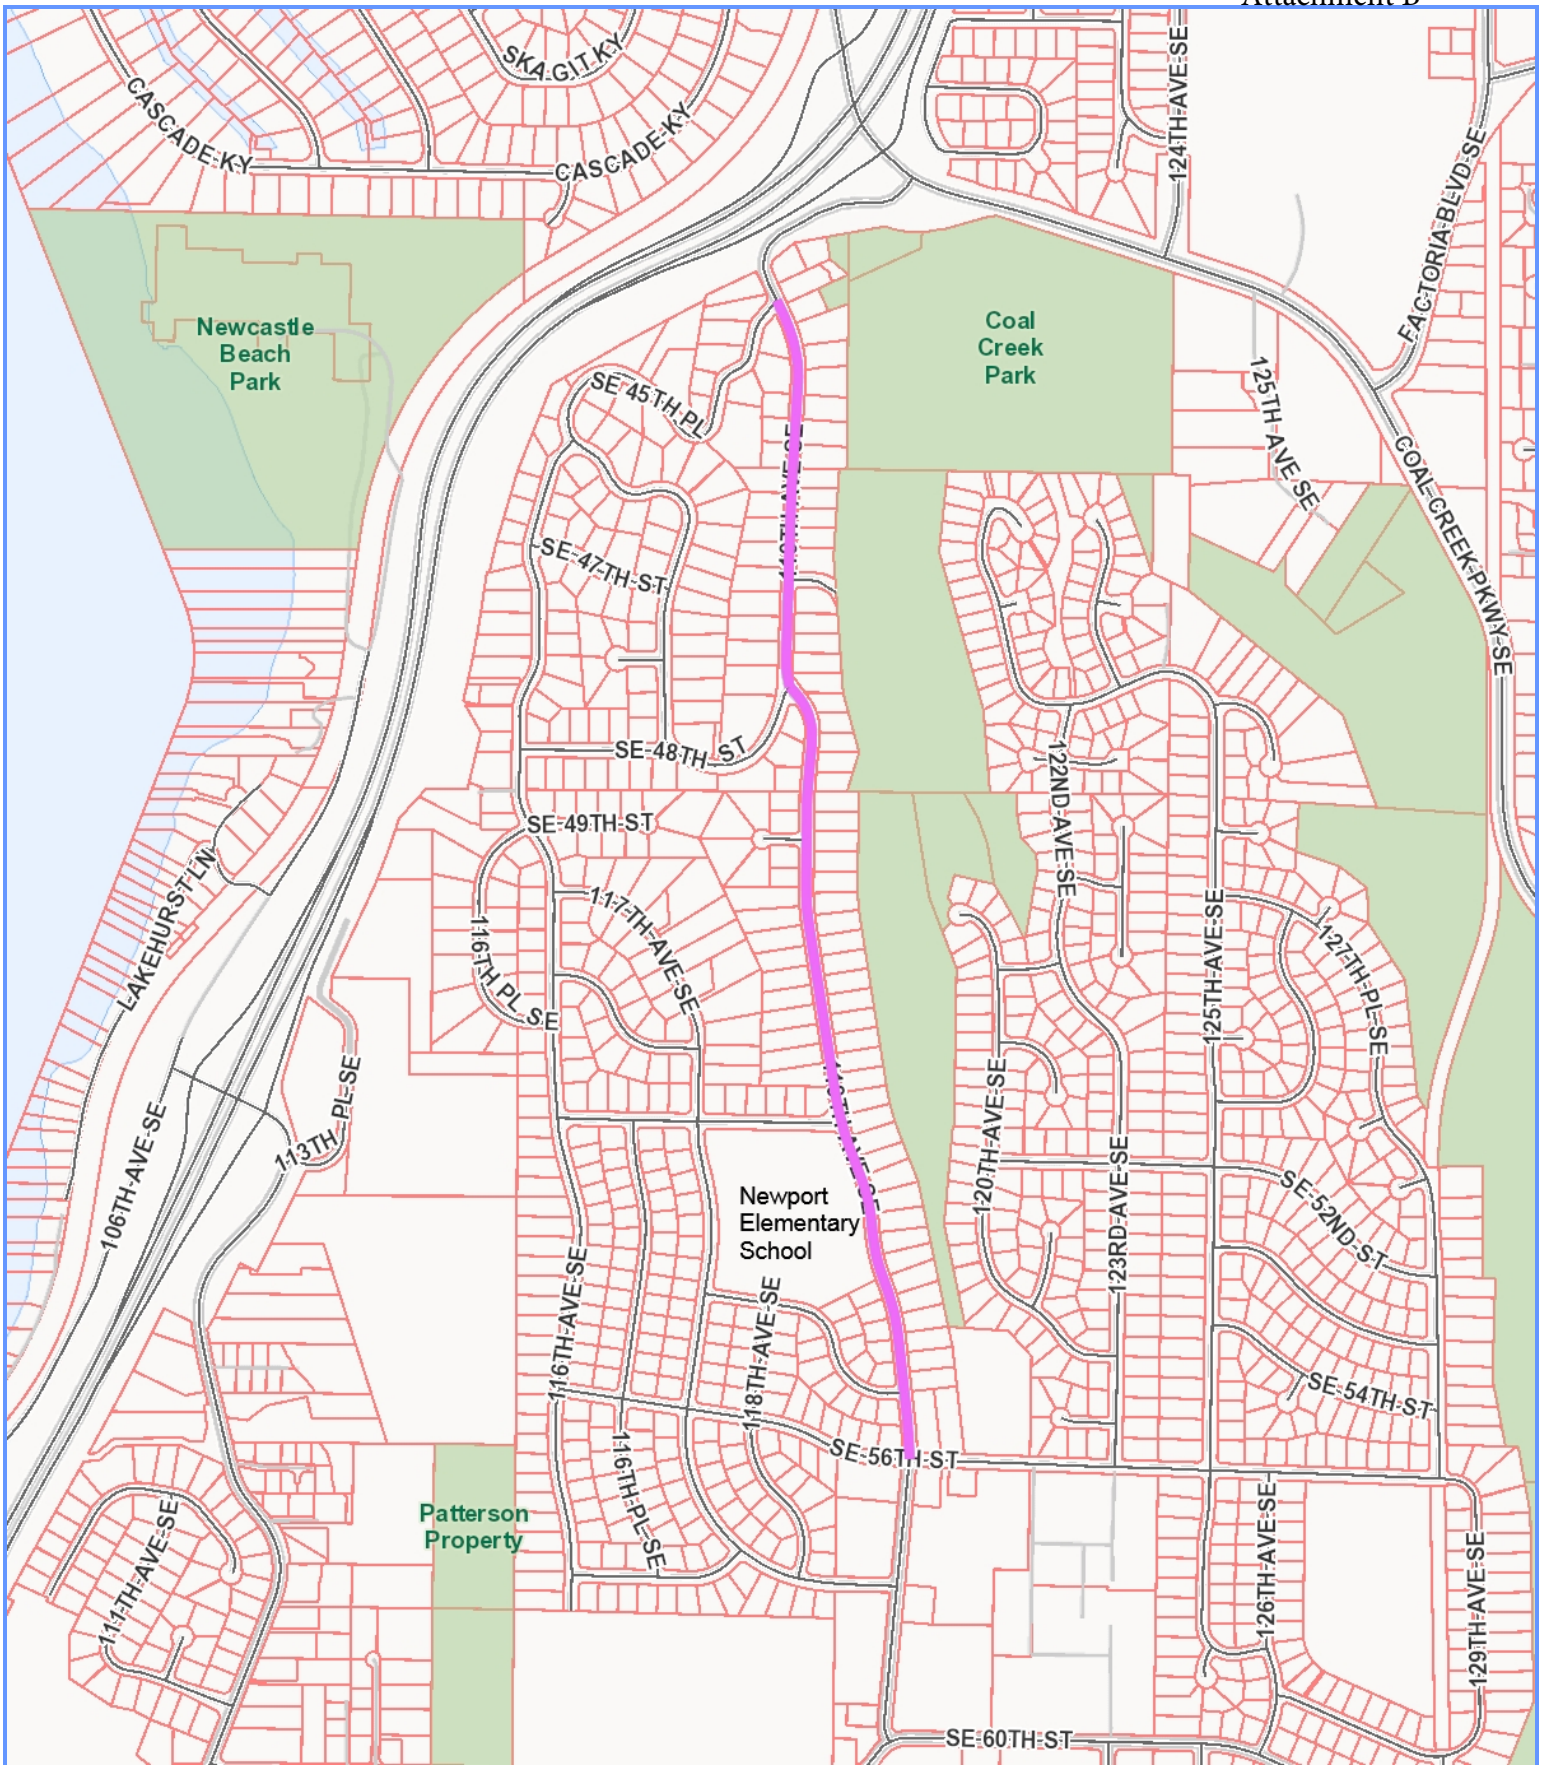 Attachment B
SKAGIT KY
CASCADE KY
CASCADE KY
124TH AVE SE
FACTORIA BLVD SE
Newcastle
Beach
Park
Coal
Creek
Park
SE 45TH PL
125TH AVE SE
COAL CREEK PKWY SE
SE 47TH ST
SE 48TH ST
122ND AVE SE
SE 49TH ST
LAKEHURST LN
117TH AVE SE
116TH PL SE
125TH AVE SE
127TH PL SE
113TH PL SE
106TH AVE SE
120TH AVE SE
123RD AVE SE
SE 52ND ST
Newport
Elementary
School
116TH AVE SE
118TH AVE SE
SE 54TH ST
SE 56TH ST
116TH PL SE
Patterson
Property
111TH AVE SE
126TH AVE SE
129TH AVE SE
SE 60TH ST